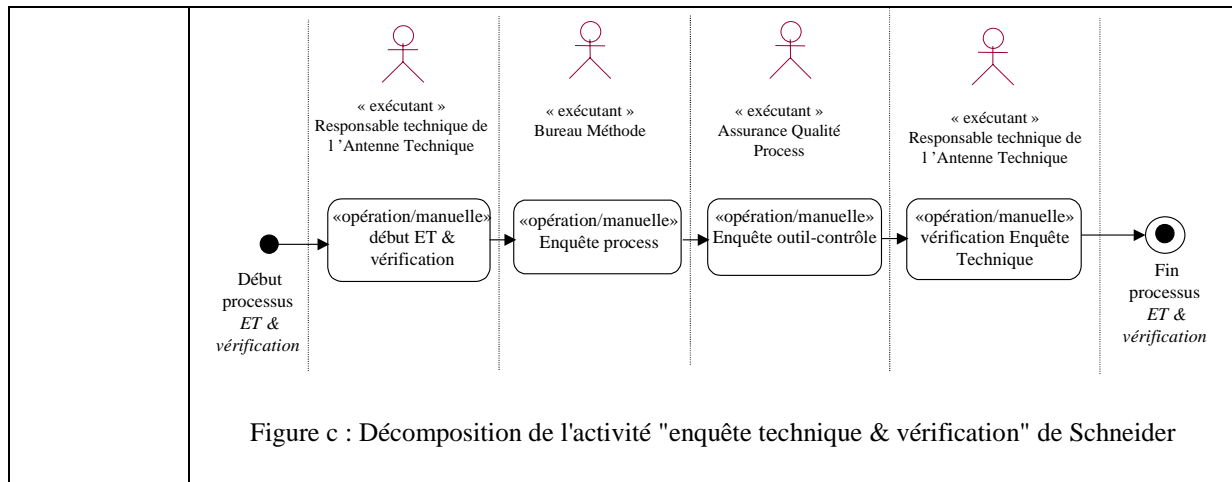 « exécutant »
Responsable technique de
l ’Antenne Technique
« exécutant »
Bureau Méthode
« exécutant »
Assurance Qualité
Process
« exécutant »
Responsable technique de
l ’Antenne Technique
«opération/manuelle»
début ET &
vérification
«opération/manuelle»
Enquête process
«opération/manuelle»
Enquête outil-contrôle
«opération/manuelle»
vérification Enquête
Technique
Début
processus
ET &
vérification
Fin
processus
ET &
vérification
Figure c : Décomposition de l'activité "enquête technique & vérification" de Schneider